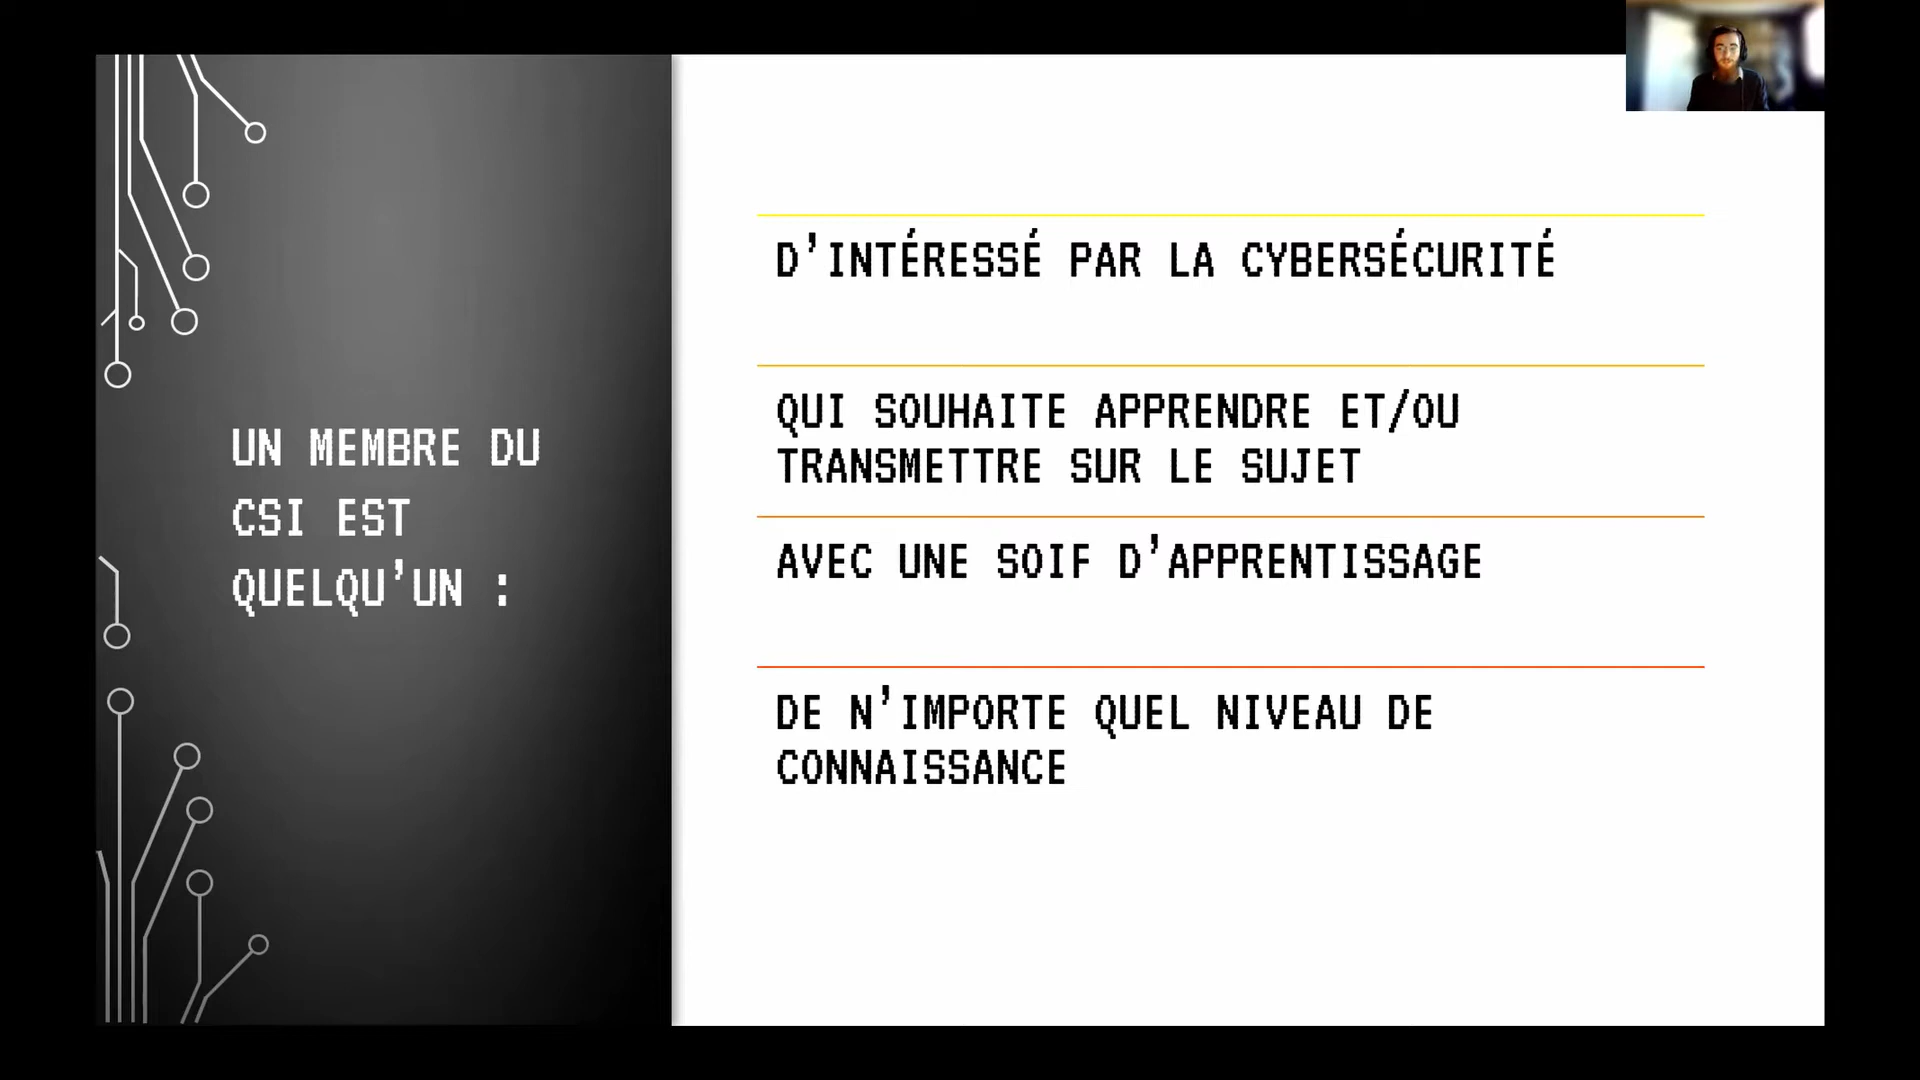 UN MEMBRE DU
CSI EST
QUELQU'UN :
D'INTÉRESSÉ PAR LA CYBERSÉCURITÉ
QUI SOUHAITE APPRENDRE ET/OU
TRANSMETTRE SUR LE SUJET
AVEC UNE SOIF D'APPRENTISSAGE
DE N'IMPORTE QUEL NIVEAU DE
CONNAISSANCE